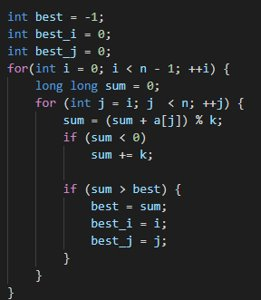 int best = -1;
int best_i = 0;
int best_j = 0;
for(int i = 0; i < n - 1; ++i) {
    long long sum = 0;
    for (int j = i; j  < n; ++j) {
        sum = (sum + a[j]) % k;
        if (sum < 0)
            sum += k;

        if (sum > best) {
            best = sum;
            best_i = i;
            best_j = j;
        }
    }
}